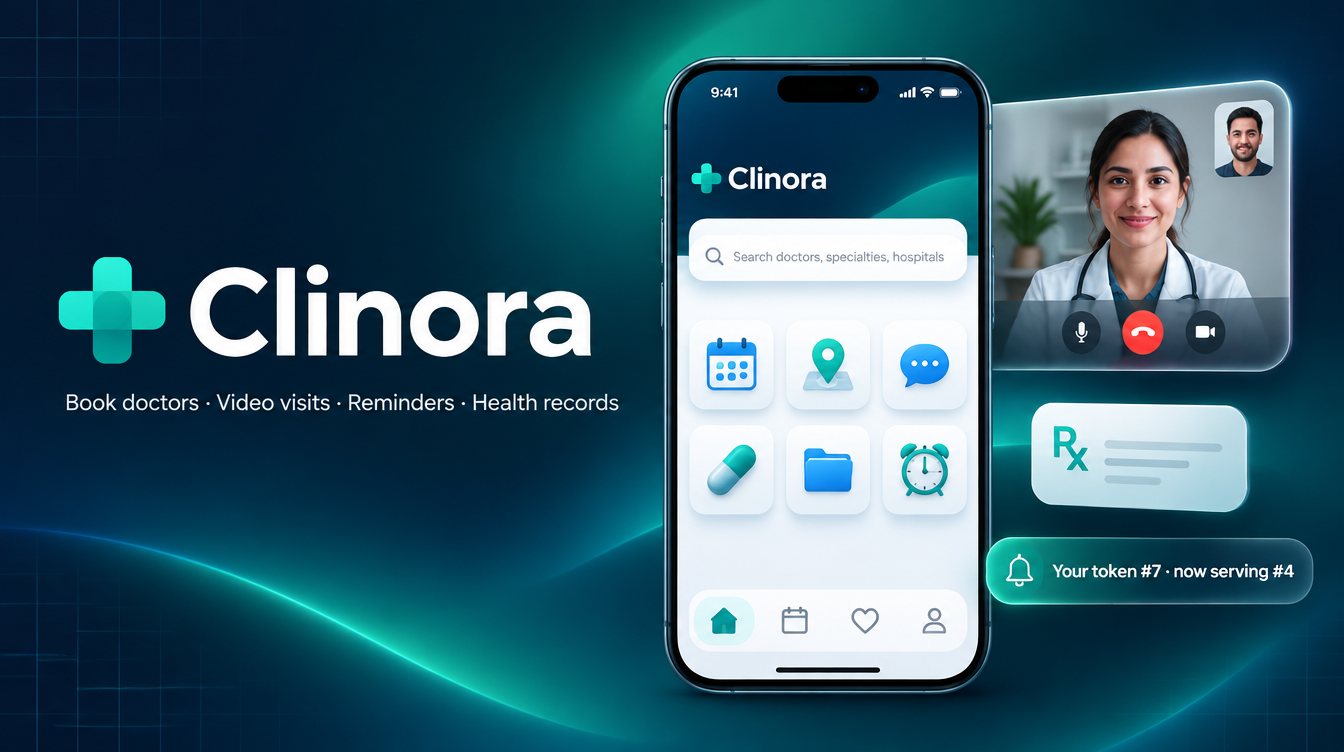 Clinora
Book doctors · Video visits · Reminders · Health records
9:41
Clinora
Search doctors, specialties, hospitals
Rx
Your token #7 · now serving #4